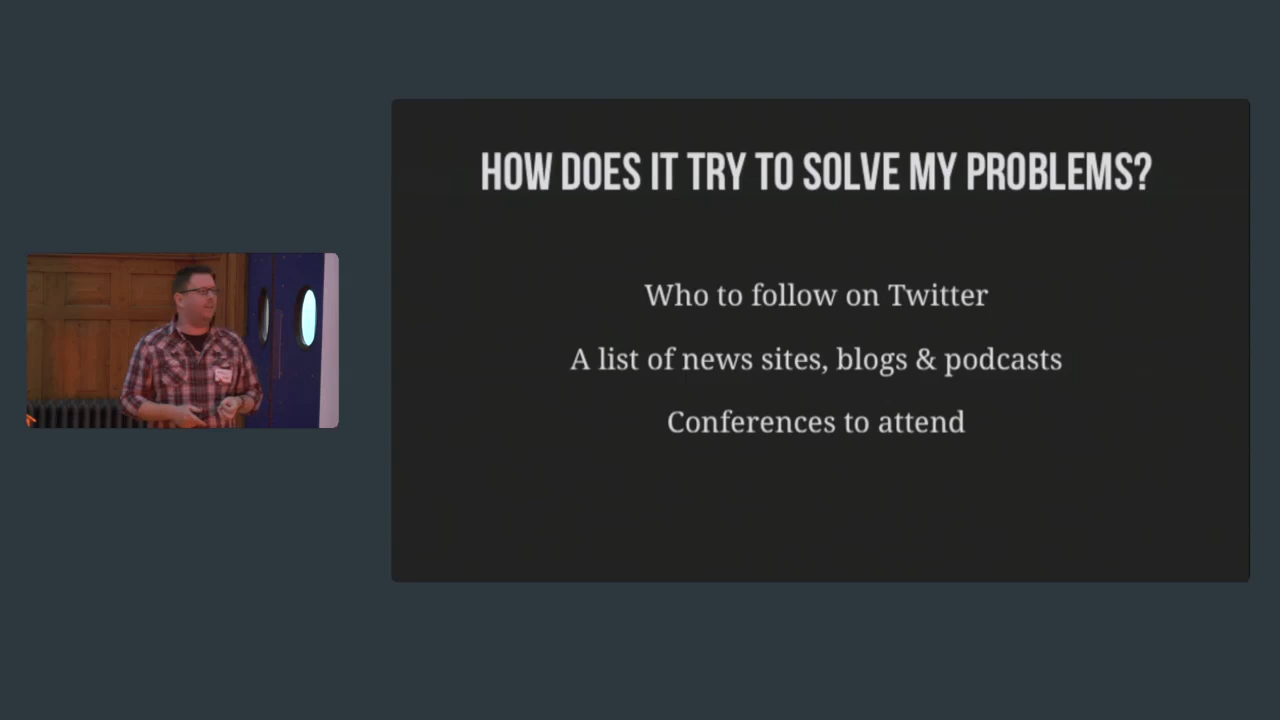 HOW DOES IT TRY TO SOLVE MY PROBLEMS?
Who to follow on Twitter
A list of news sites, blogs & podcasts
Conferences to attend